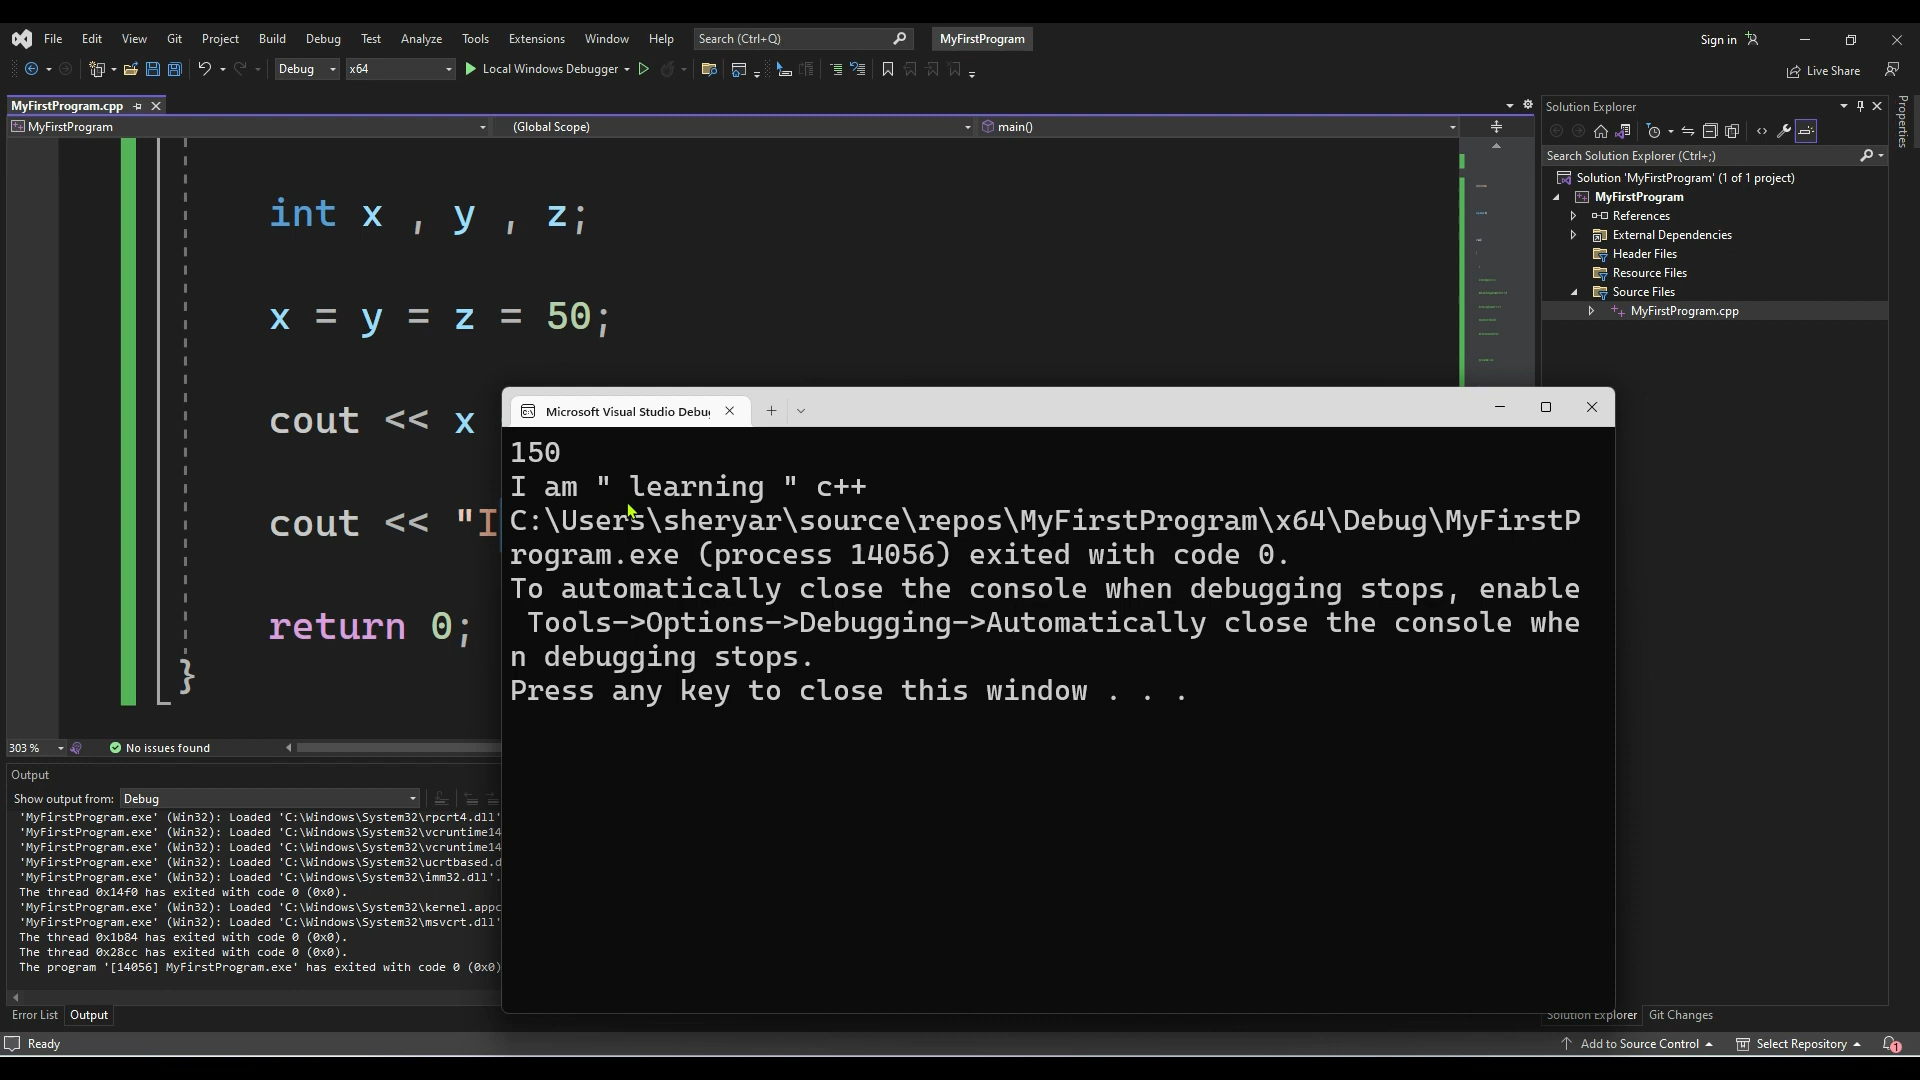 File Edit View Git Project Build Debug Test Analyze Tools Extensions Window Help Search (Ctrl+Q) MyFirstProgram Sign in
Debug x64 Local Windows Debugger Live Share
MyFirstProgram.cpp
MyFirstProgram (Global Scope) main()
int x , y , z;
x = y = z = 50;
cout << x
cout << "I
return 0;
}
303 % No issues found
Output
Show output from: Debug
'MyFirstProgram.exe' (Win32): Loaded 'C:\Windows\System32\rpcrt4.dll'
'MyFirstProgram.exe' (Win32): Loaded 'C:\Windows\System32\vcruntime14
'MyFirstProgram.exe' (Win32): Loaded 'C:\Windows\System32\vcruntime14
'MyFirstProgram.exe' (Win32): Loaded 'C:\Windows\System32\ucrtbased.d
'MyFirstProgram.exe' (Win32): Loaded 'C:\Windows\System32\imm32.dll'.
The thread 0x14f0 has exited with code 0 (0x0).
'MyFirstProgram.exe' (Win32): Loaded 'C:\Windows\System32\kernel.appc
'MyFirstProgram.exe' (Win32): Loaded 'C:\Windows\System32\msvcrt.dll'
The thread 0x1b84 has exited with code 0 (0x0).
The thread 0x28cc has exited with code 0 (0x0).
The program '[14056] MyFirstProgram.exe' has exited with code 0 (0x0)
Error List Output
Microsoft Visual Studio Debu
150
I am " learning " c++
C:\Users\sheryar\source\repos\MyFirstProgram\x64\Debug\MyFirstP
rogram.exe (process 14056) exited with code 0.
To automatically close the console when debugging stops, enable
Tools->Options->Debugging->Automatically close the console whe
n debugging stops.
Press any key to close this window . . .
Solution Explorer
Search Solution Explorer (Ctrl+;)
Solution 'MyFirstProgram' (1 of 1 project)
MyFirstProgram
References
External Dependencies
Header Files
Resource Files
Source Files
MyFirstProgram.cpp
Properties
Solution Explorer Git Changes
Ready Add to Source Control Select Repository 1